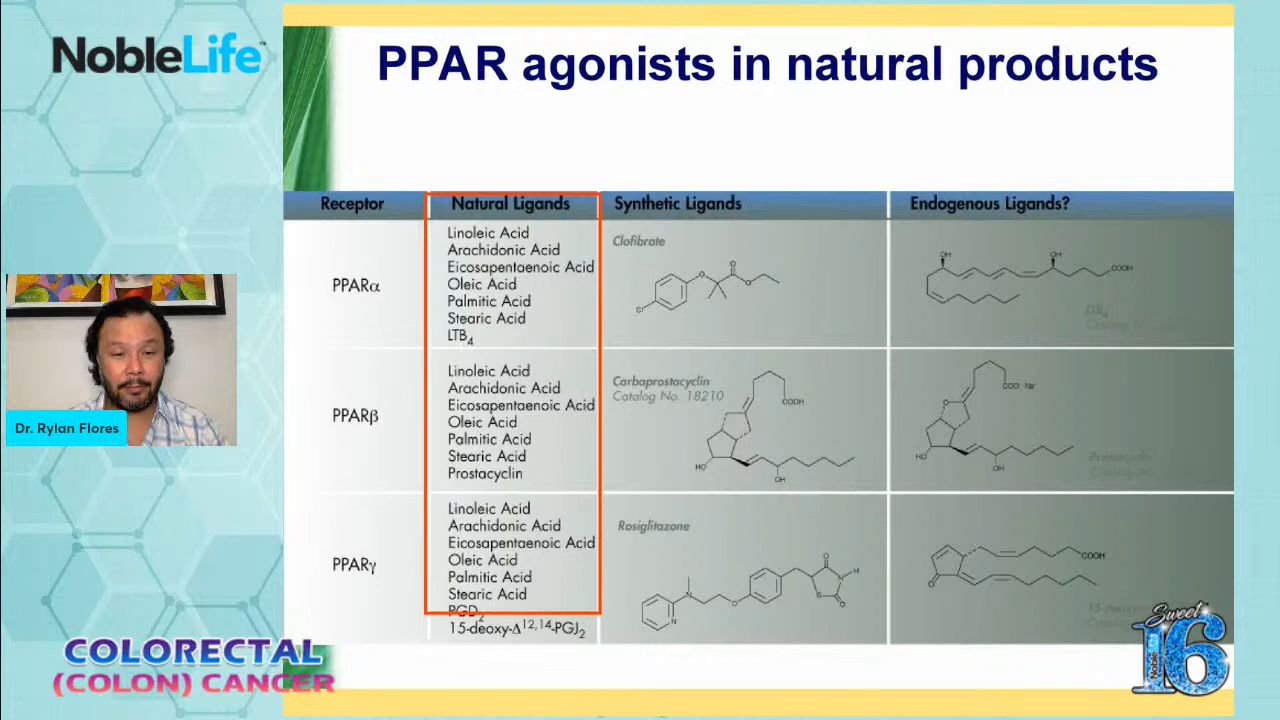 NobleLife
PPAR agonists in natural products
Receptor
Natural Ligands
Synthetic Ligands
Endogenous Ligands?
PPARα
Linoleic Acid
Arachidonic Acid
Eicosapentaenoic Acid
Oleic Acid
Palmitic Acid
Stearic Acid
LTB4
Clofibrate
Cl
O
O
O
OH
OH
COOH
LTB4
PPARβ
Linoleic Acid
Arachidonic Acid
Eicosapentaenoic Acid
Oleic Acid
Palmitic Acid
Stearic Acid
Prostacyclin
Carbaprostacyclin
Catalog No. 18210
COOH
HO
OH
COO⁻Na⁺
O
HO
OH
PPARγ
Linoleic Acid
Arachidonic Acid
Eicosapentaenoic Acid
Oleic Acid
Palmitic Acid
Stearic Acid
PGD2
15-deoxy-Δ12,14-PGJ2
Rosiglitazone
N
N
O
O
N
H
S
O
COOH
O
Dr. Rylan Flores
COLORECTAL
(COLON) CANCER
Sweet
16